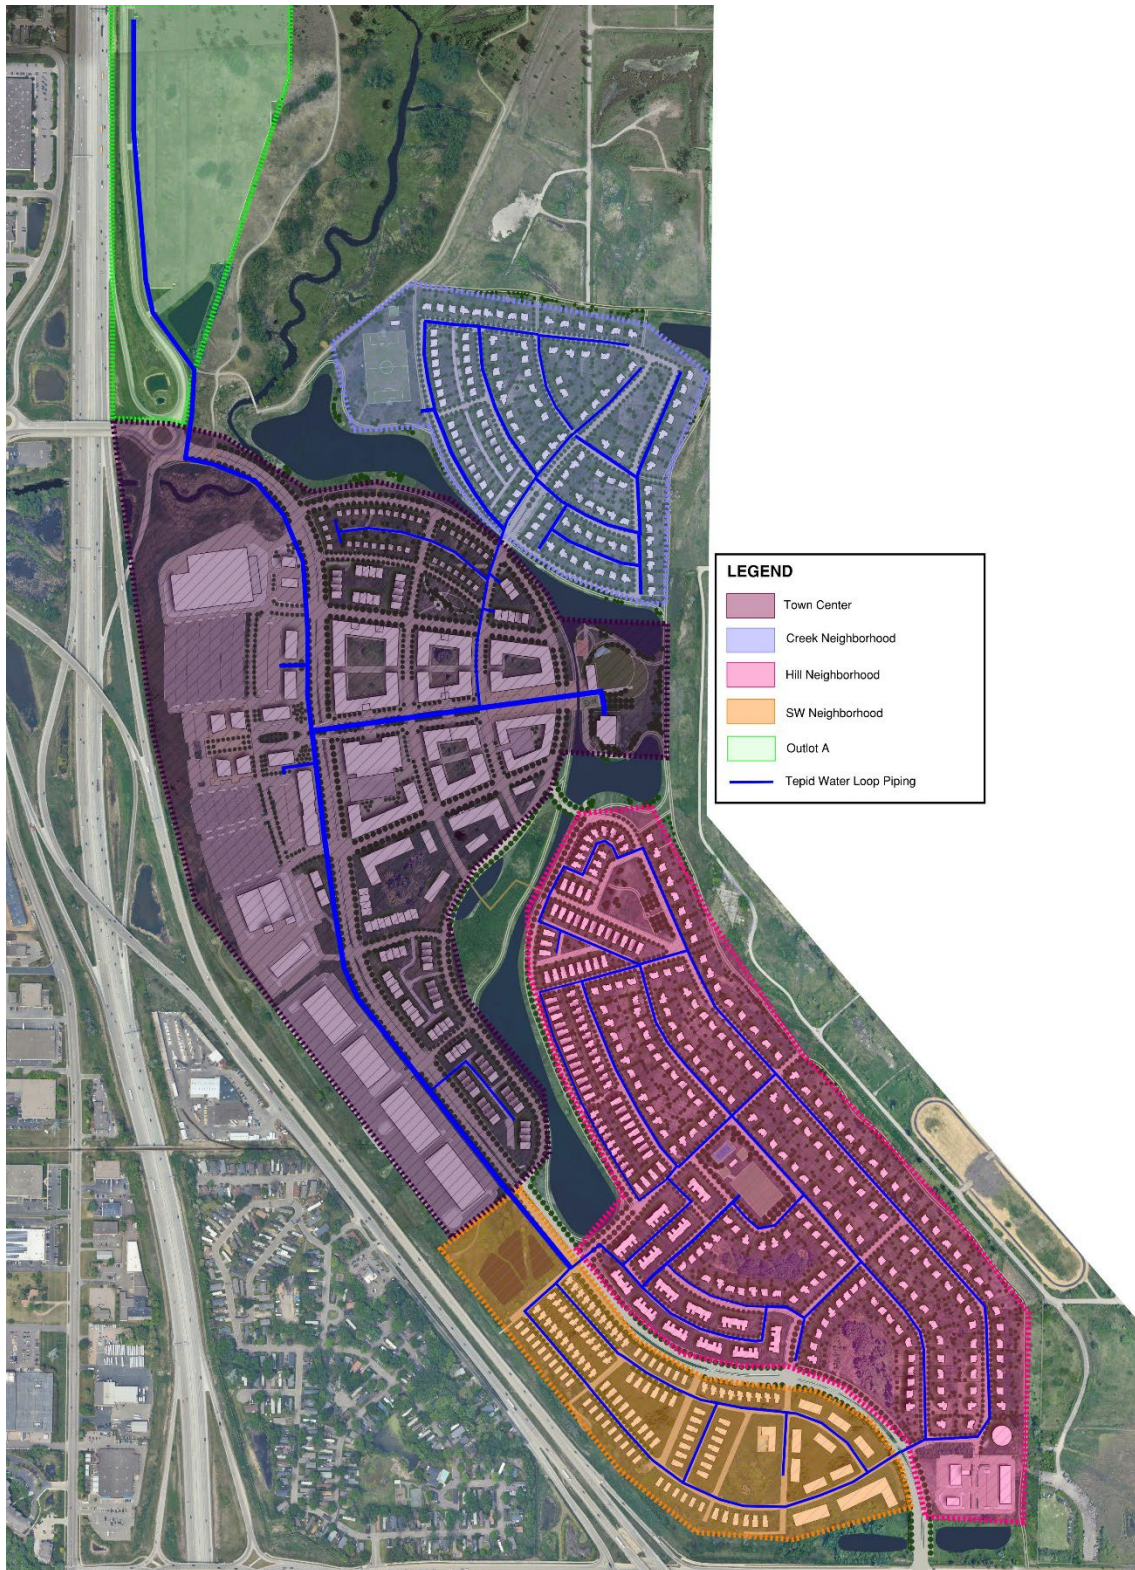 LEGEND
Town Center
Creek Neighborhood
Hill Neighborhood
SW Neighborhood
Outlot A
Tepid Water Loop Piping